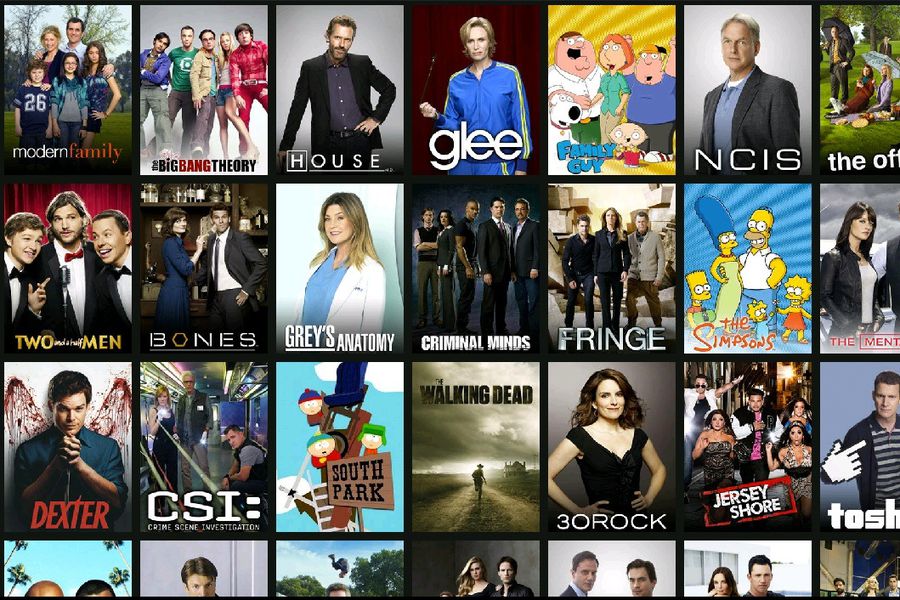 modernfamily
the BIG BANG THEORY
HOUSE M.D.
glee
FAMILY GUY
NCIS
the off
26
TWO and a half MEN
BONES
GREY'S ANATOMY
CRIMINAL MINDS
FRINGE
the SIMPSONS
THE MENT
DEXTER
CSI:
CRIME SCENE INVESTIGATION
SOUTH PARK
THE WALKING DEAD
30ROCK
JERSEY SHORE
tosh